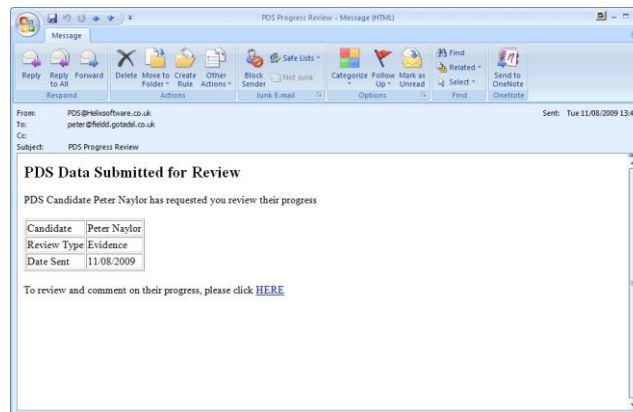 PDS Progress Review - Message (HTML)
Message
Reply Reply to All Forward Delete Move to Folder Create Rule Other Actions Block Sender Safe Lists Not Junk Categorize Follow Up Mark as Unread Find Related Select Send to OneNote
Respond Actions Junk E-mail Options Find OneNote
From: PDS@Helixsoftware.co.uk Sent: Tue 11/08/2009 13:4
To:
Cc:
Subject: PDS Progress Review
PDS Data Submitted for Review
PDS Candidate Peter Naylor has requested you review their progress
Candidate Peter Naylor
Review Type Evidence
Date Sent 11/08/2009
To review and comment on their progress, please click HERE